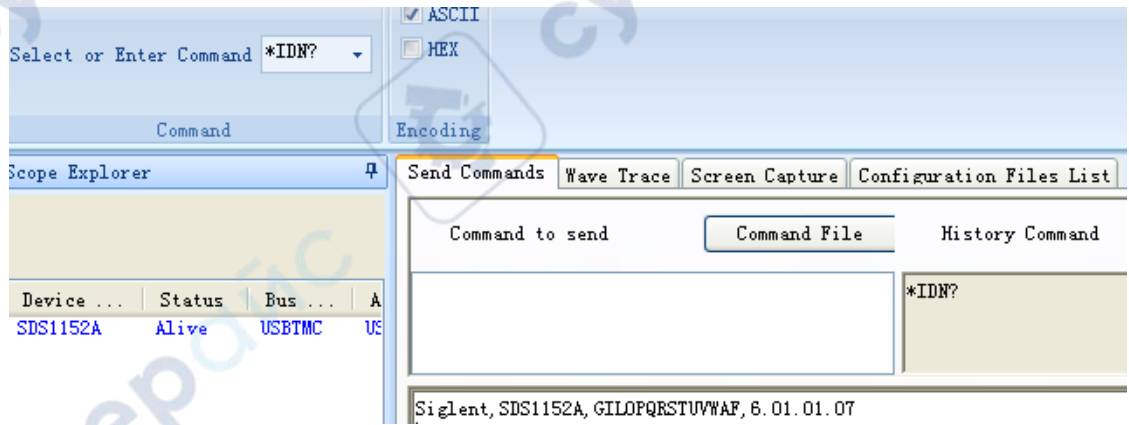 ASCII
Select or Enter Command *IDN?
HEX
Command
Encoding
Scope Explorer
Send Commands Wave Trace Screen Capture Configuration Files List
Command to send Command File History Command
*IDN?
Device ... Status Bus ... A
SDS1152A Alive USBTMC US
Siglent,SDS1152A,GILOPQRSTUVWAF,6.01.01.07